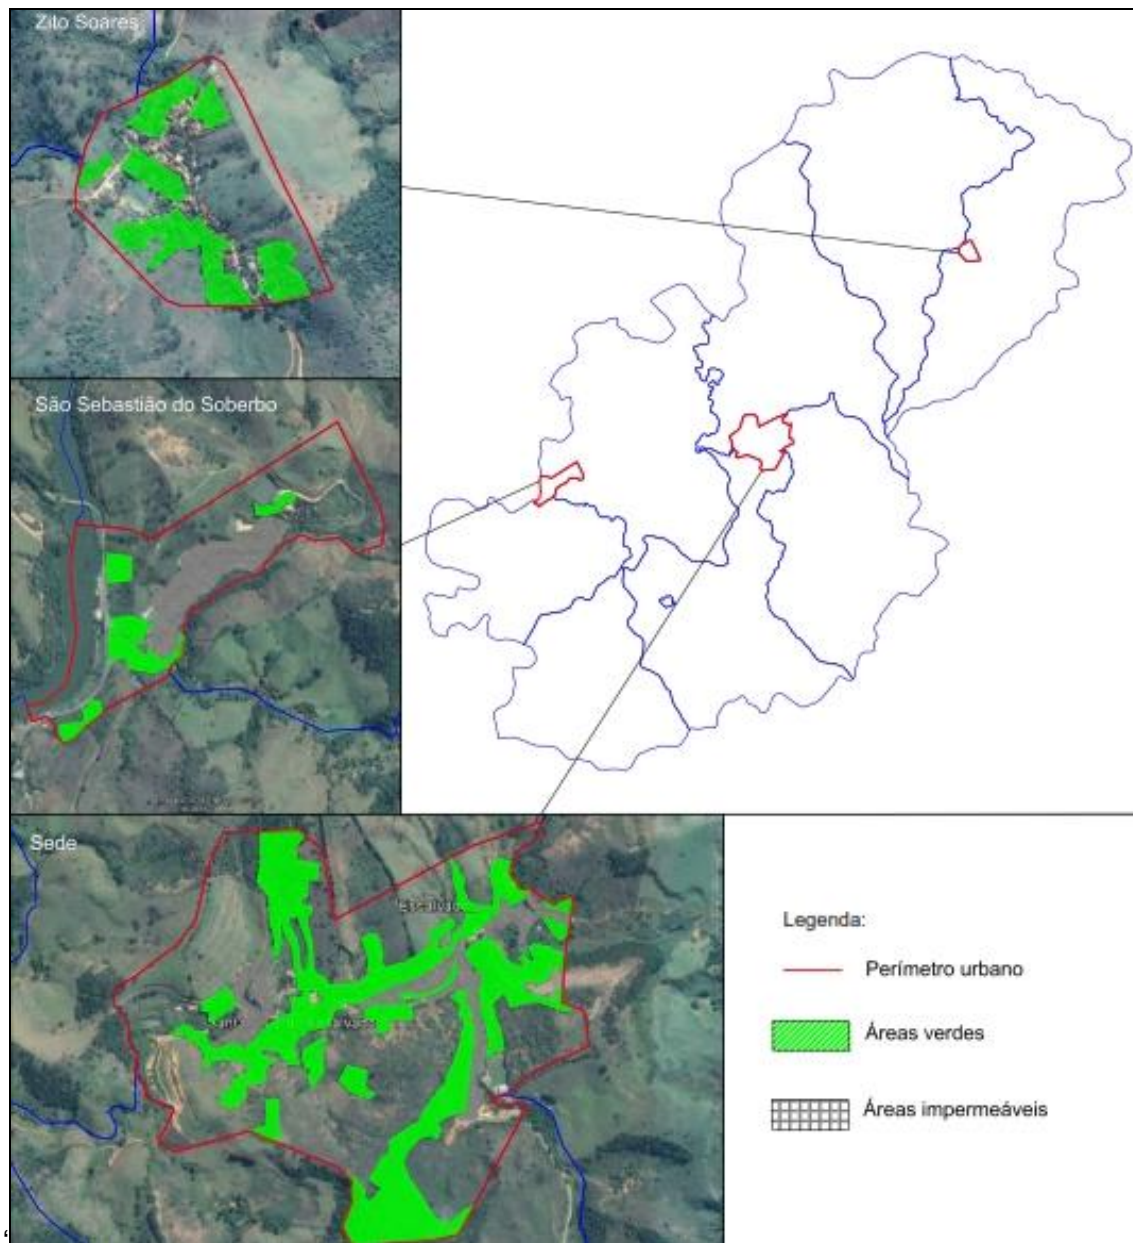 Zito Soares
São Sebastião do Soberbo
Sede
Legenda:
Perímetro urbano
Áreas verdes
Áreas impermeáveis